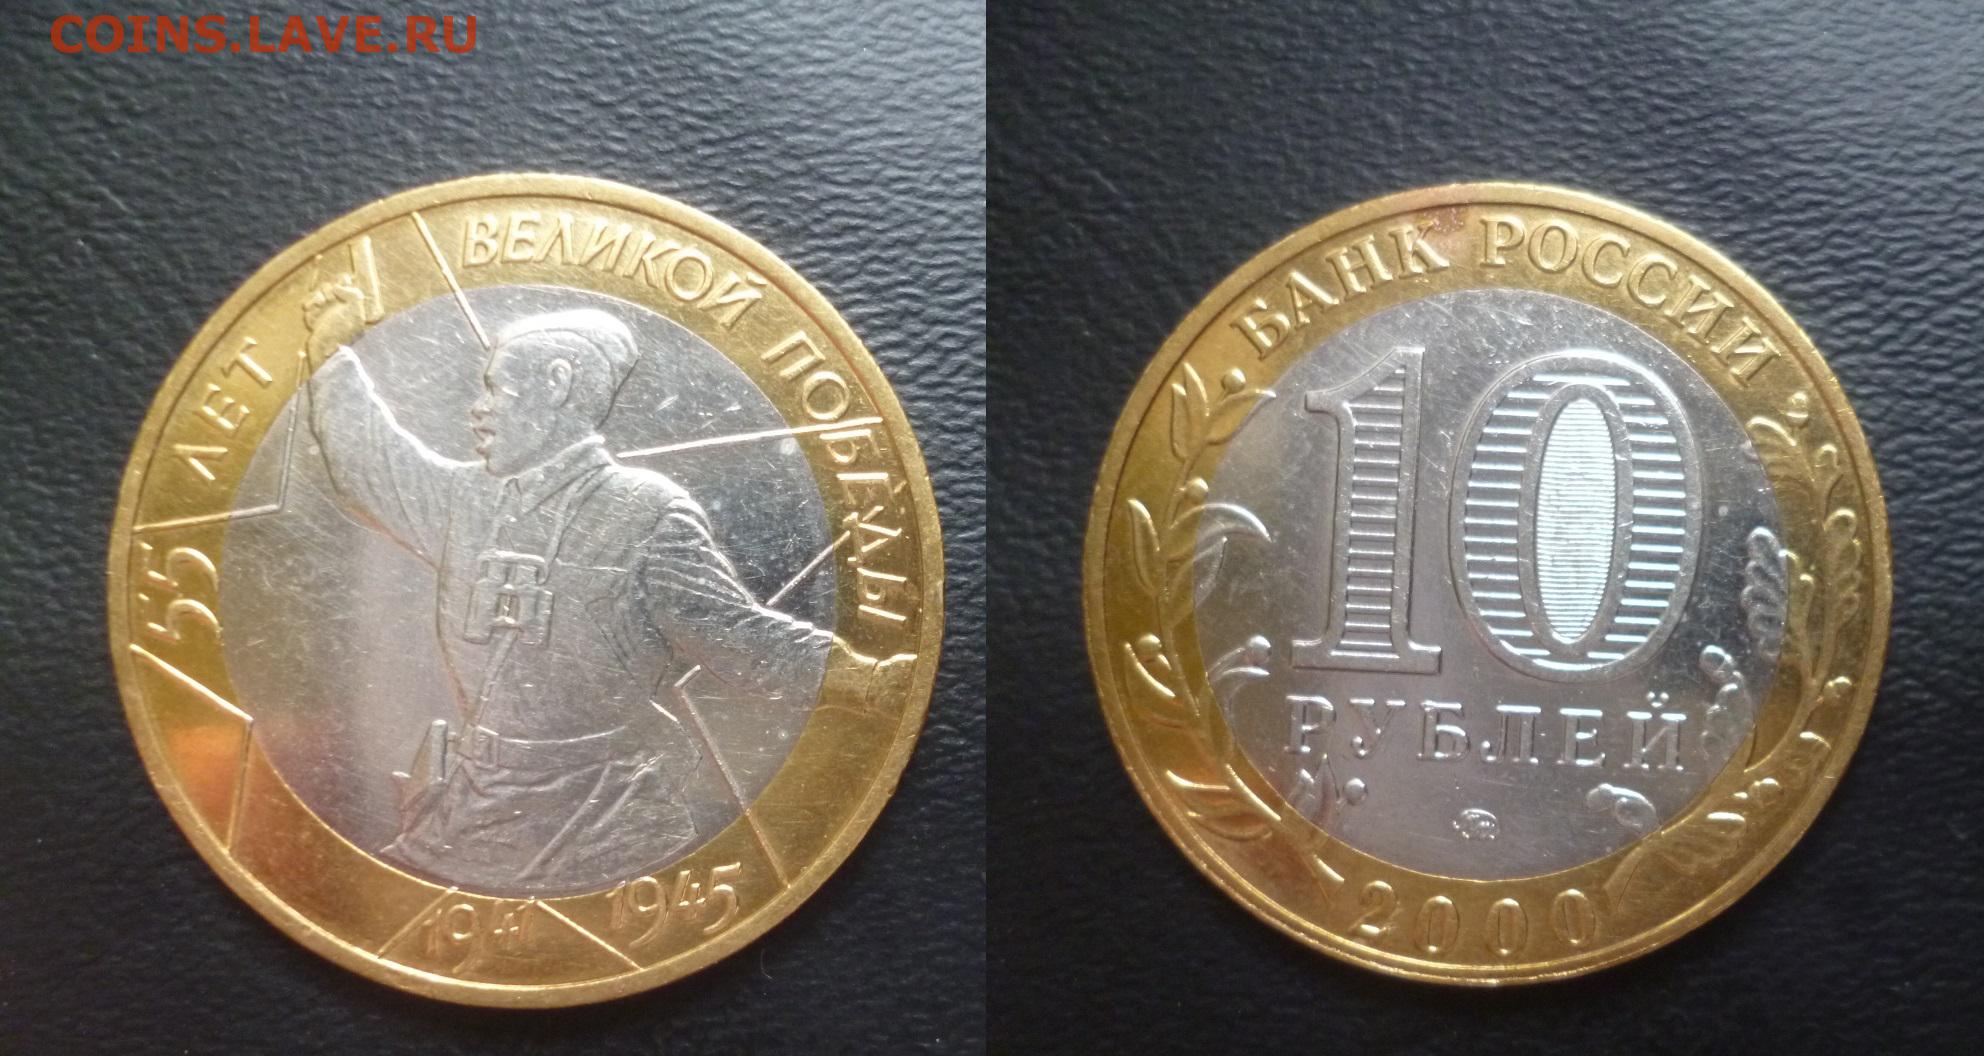 COINS.LAVE.RU
55 ЛЕТ ВЕЛИКОЙ ПОБЕДЫ
1941 1945
БАНК РОССИИ
10
РУБЛЕЙ
2000